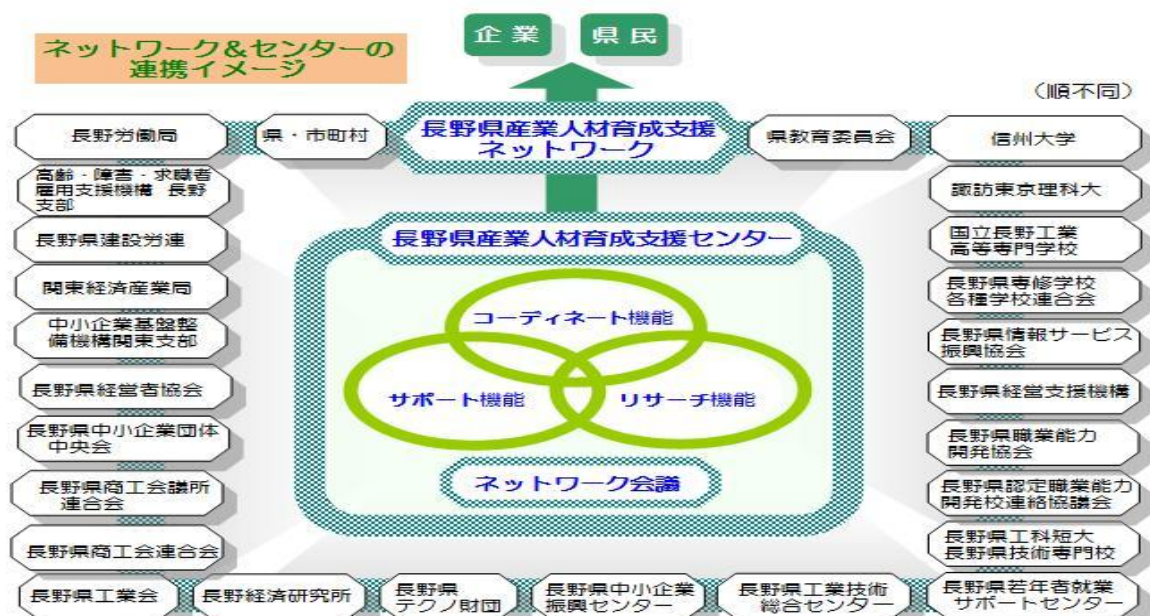 ネットワーク&センターの
連携イメージ
企業
県民
（順不同）
長野労働局
県・市町村
長野県産業人材育成支援
ネットワーク
県教育委員会
信州大学
高齢・障害・求職者
雇用支援機構 長野
支部
長野県建設労連
関東経済産業局
中小企業基盤整
備機構関東支部
長野県経営者協会
長野県中小企業団体
中央会
長野県商工会議所
連合会
長野県商工会連合会
長野県産業人材育成支援センター
コーディネート機能
サポート機能
リサーチ機能
ネットワーク会議
諏訪東京理科大
国立長野工業
高等専門学校
長野県専修学校
各種学校連合会
長野県情報サービス
振興協会
長野県経営支援機構
長野県職業能力
開発協会
長野県認定職業能力
開発校連絡協議会
長野県工科短大
長野県技術専門校
長野県工業会
長野経済研究所
長野県
テクノ財団
長野県中小企業
振興センター
長野県工業技術
総合センター
長野県若年者就業
サポートセンター